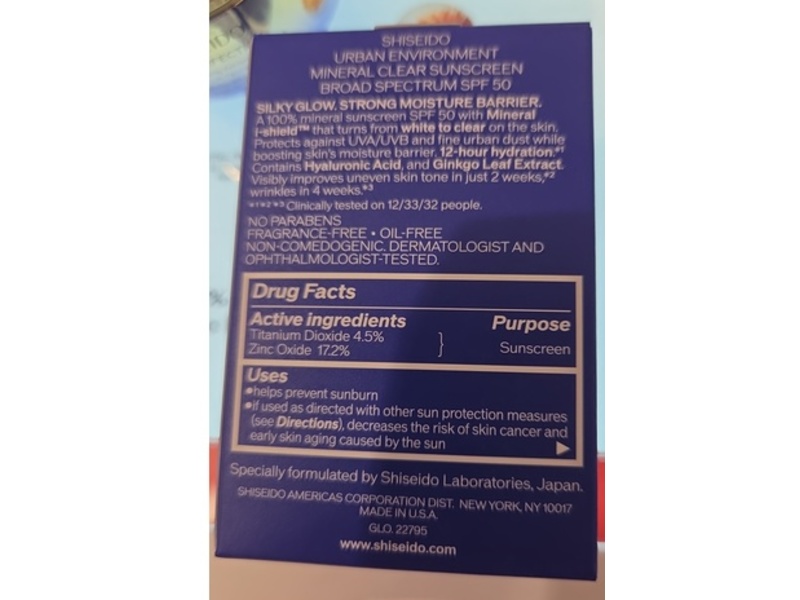 SHISEIDO
URBAN ENVIRONMENT
MINERAL CLEAR SUNSCREEN
BROAD SPECTRUM SPF 50
SILKY GLOW. STRONG MOISTURE BARRIER.
A 100% mineral sunscreen SPF 50 with Mineral
I-shield™ that turns from white to clear on the skin.
Protects against UVA/UVB and fine urban dust while
boosting skin's moisture barrier. 12-hour hydration.*1
Contains Hyaluronic Acid, and Ginkgo Leaf Extract.
Visibly improves uneven skin tone in just 2 weeks,*2
wrinkles in 4 weeks.*3
*1*2*3 Clinically tested on 12/33/32 people.
NO PARABENS
FRAGRANCE-FREE • OIL-FREE
NON-COMEDOGENIC. DERMATOLOGIST AND
OPHTHALMOLOGIST-TESTED.
Drug Facts
Active ingredients Purpose
Titanium Dioxide 4.5%
Zinc Oxide 17.2% } Sunscreen
Uses
•helps prevent sunburn
•if used as directed with other sun protection measures
(see Directions), decreases the risk of skin cancer and
early skin aging caused by the sun
Specially formulated by Shiseido Laboratories, Japan.
SHISEIDO AMERICAS CORPORATION DIST. NEW YORK, NY 10017
MADE IN U.S.A.
GLO. 22795
www.shiseido.com